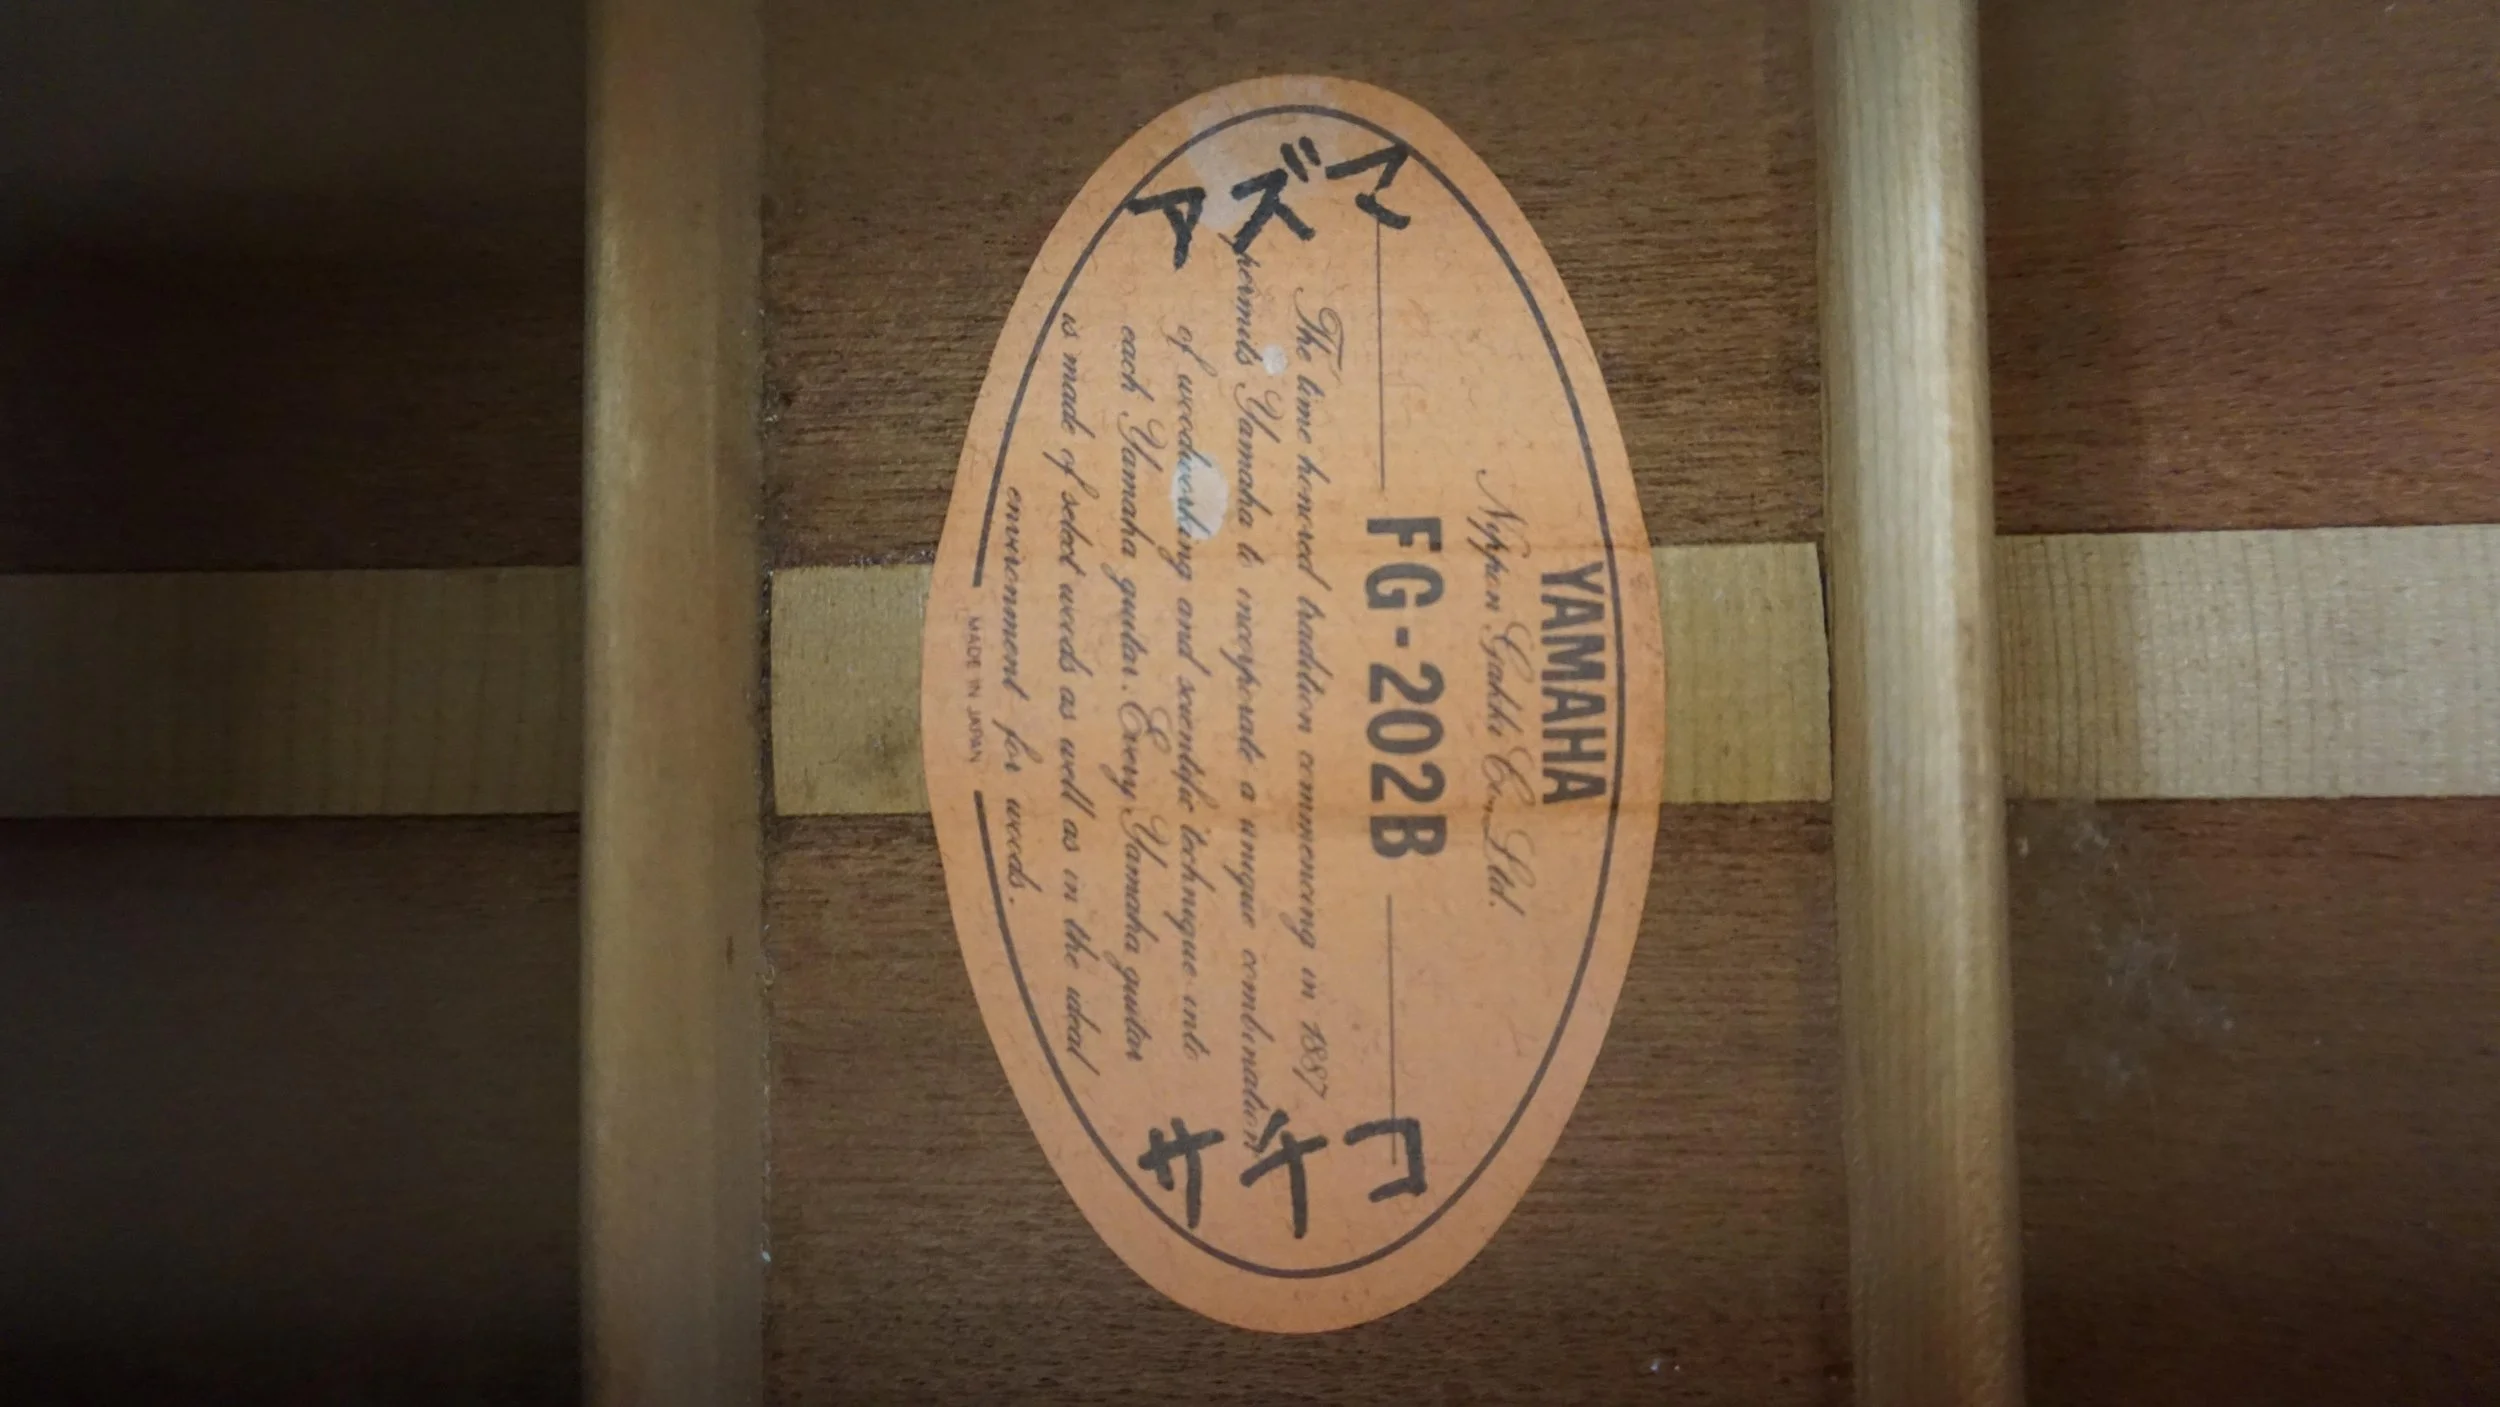 アズマ
サチコ
YAMAHA
Nippon Gakki Co., Ltd.
FG-202B
The time honored tradition commencing in 1887
permits Yamaha to incorporate a unique combination
of woodworking and scientific technique into
each Yamaha guitar. Every Yamaha guitar
is made of select woods as well as in the ideal
environment for woods.
MADE IN JAPAN